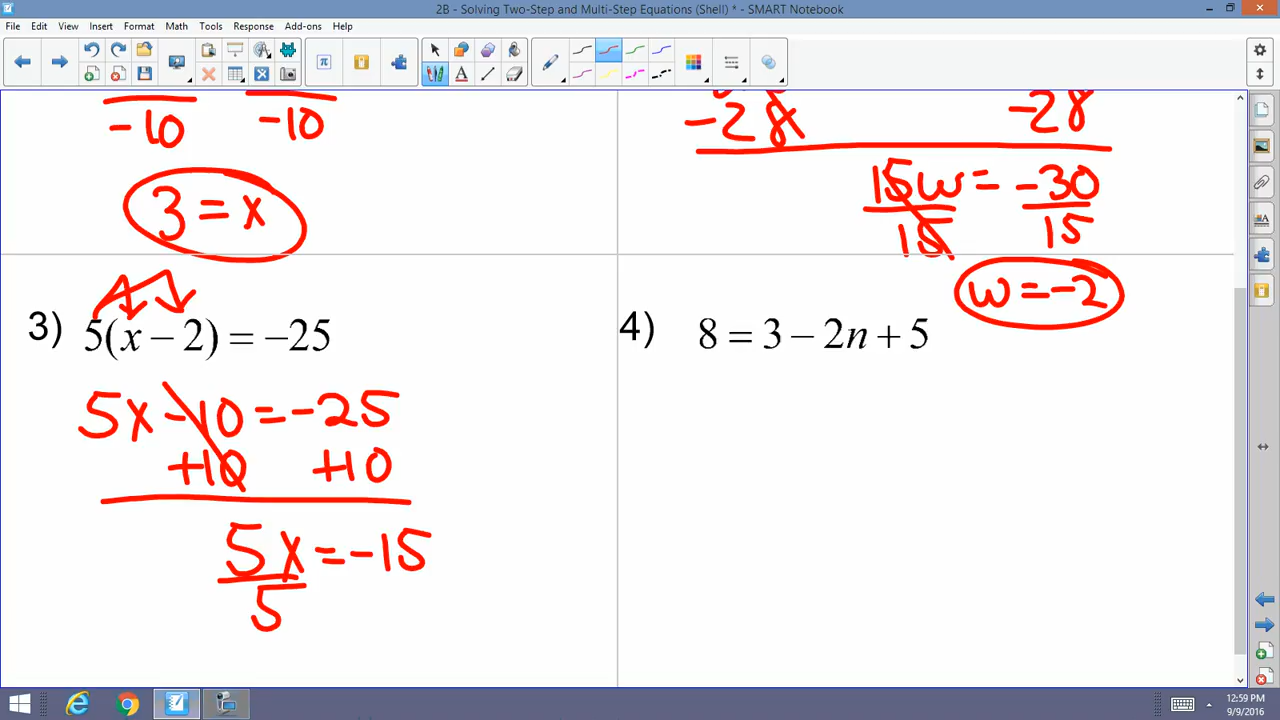 2B - Solving Two-Step and Multi-Step Equations (Shell) * - SMART Notebook
File Edit View Insert Format Math Tools Response Add-ons Help
-10 -10
3 = x
-28 -28
15w = -30
15 15
w = -2
3) 5(x − 2) = −25
5x -10 = -25
+10 +10
5x = -15
5
4) 8 = 3 − 2n + 5
12:59 PM
9/9/2016